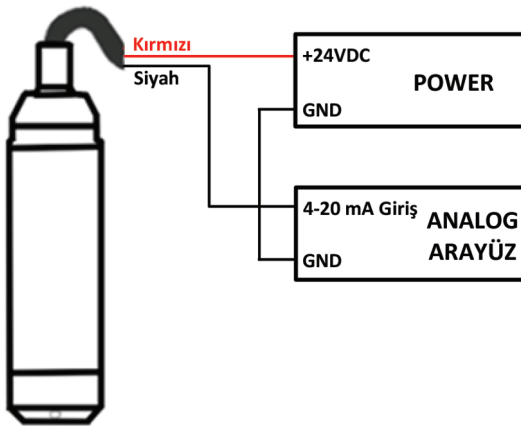 Kırmızı
Siyah
+24VDC
POWER
GND
4-20 mA Giriş
ANALOG
ARAYÜZ
GND